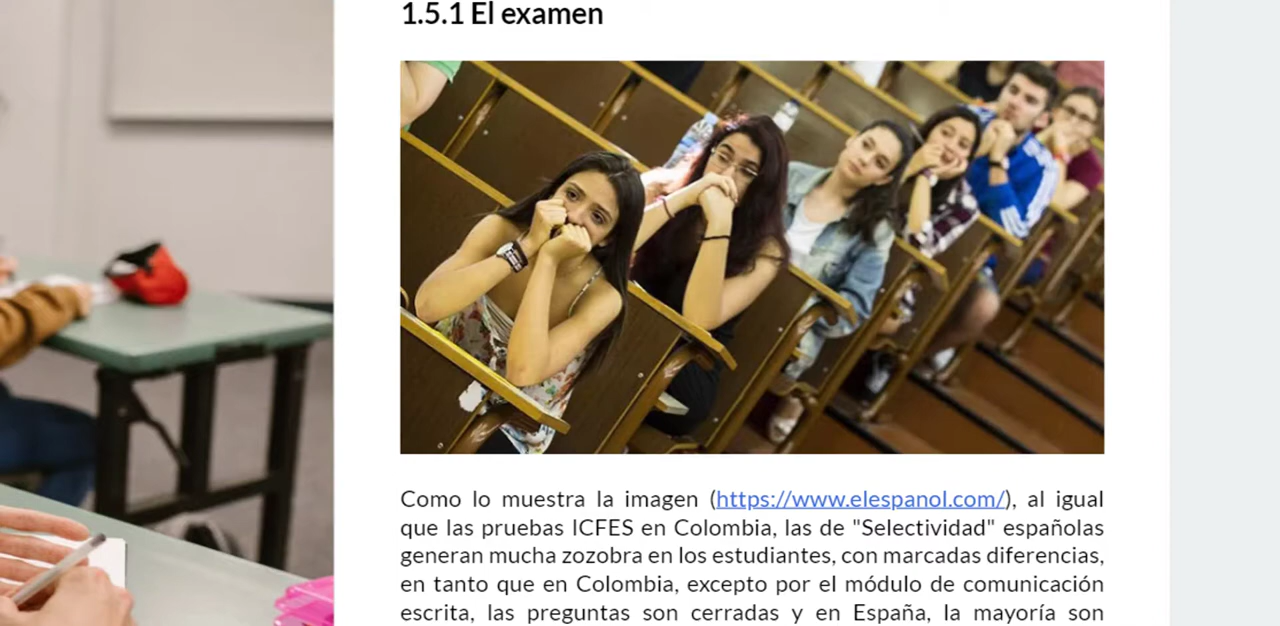 1.5.1 El examen
Como lo muestra la imagen (https://www.elespanol.com/), al igual
que las pruebas ICFES en Colombia, las de "Selectividad" españolas
generan mucha zozobra en los estudiantes, con marcadas diferencias,
en tanto que en Colombia, excepto por el módulo de comunicación
escrita, las preguntas son cerradas y en España, la mayoría son